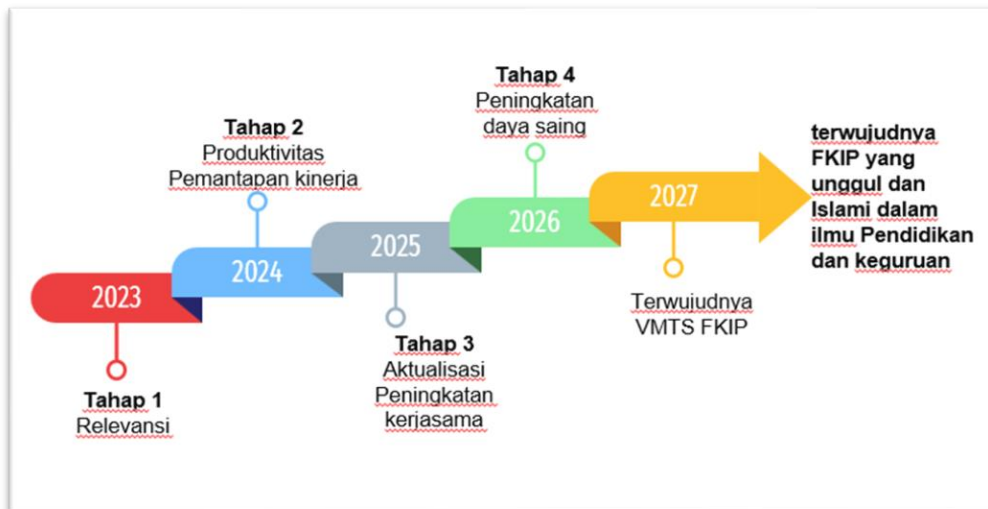 Tahap 4
Peningkatan
daya saing
Tahap 2
Produktivitas
Pemantapan kinerja
terwujudnya
FKIP yang
unggul dan
Islami dalam
ilmu Pendidikan
dan keguruan
2023
2024
2025
2026
2027
Tahap 1
Relevansi
Tahap 3
Aktualisasi
Peningkatan
kerjasama
Terwujudnya
VMTS FKIP